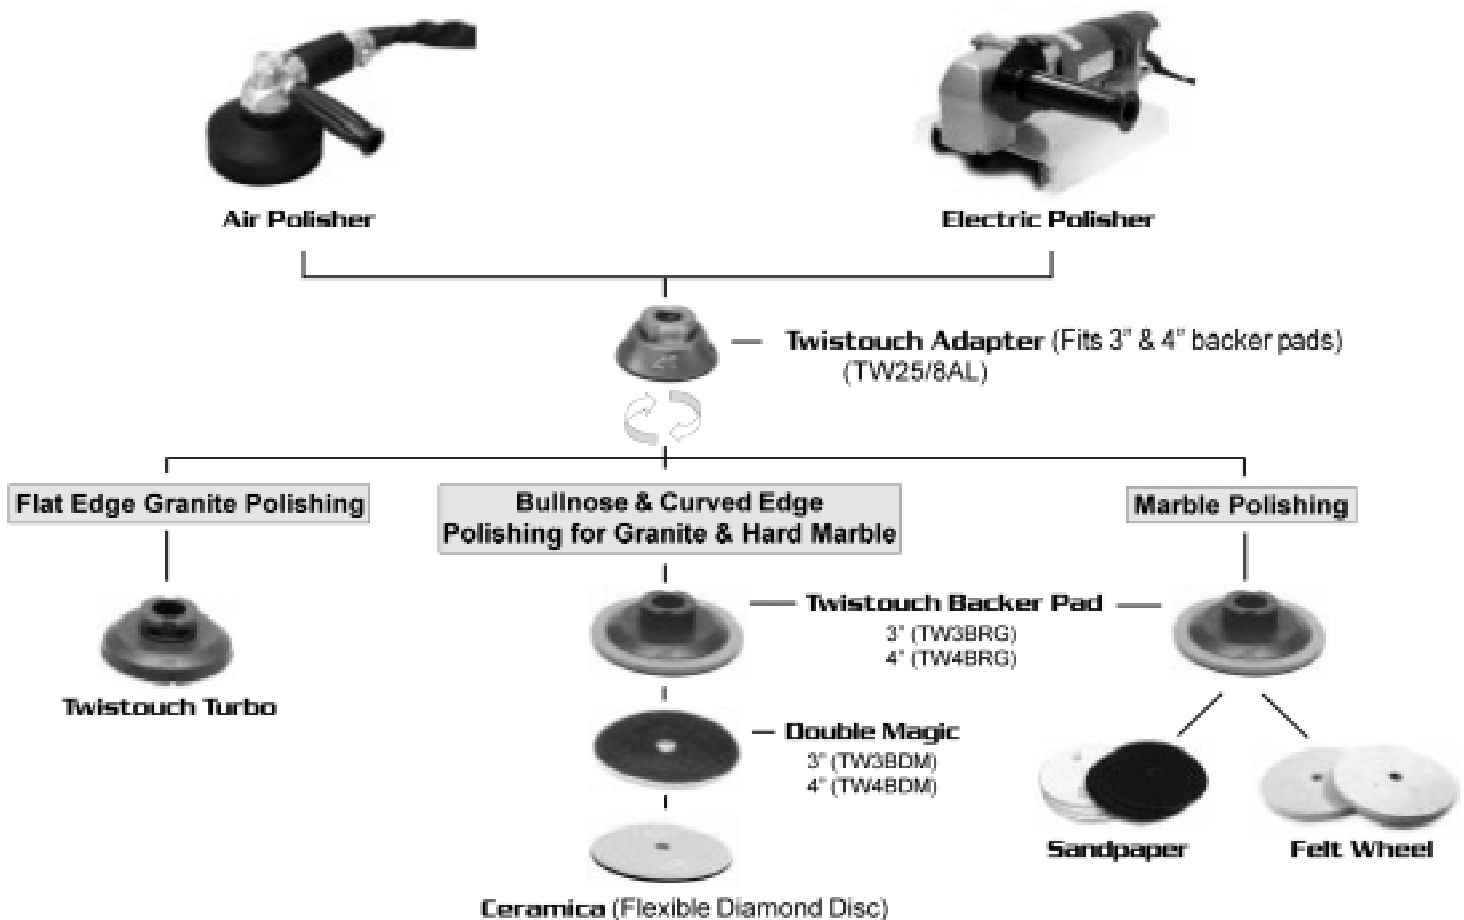 Air Polisher
Electric Polisher
Twistouch Adapter (Fits 3” & 4” backer pads)
(TW25/8AL)
Flat Edge Granite Polishing
Bullnose & Curved Edge
Polishing for Granite & Hard Marble
Marble Polishing
Twistouch Turbo
Twistouch Backer Pad
3” (TW3BRG)
4” (TW4BRG)
Double Magic
3” (TW3BDM)
4” (TW4BDM)
Sandpaper
Felt Wheel
Ceramica (Flexible Diamond Disc)